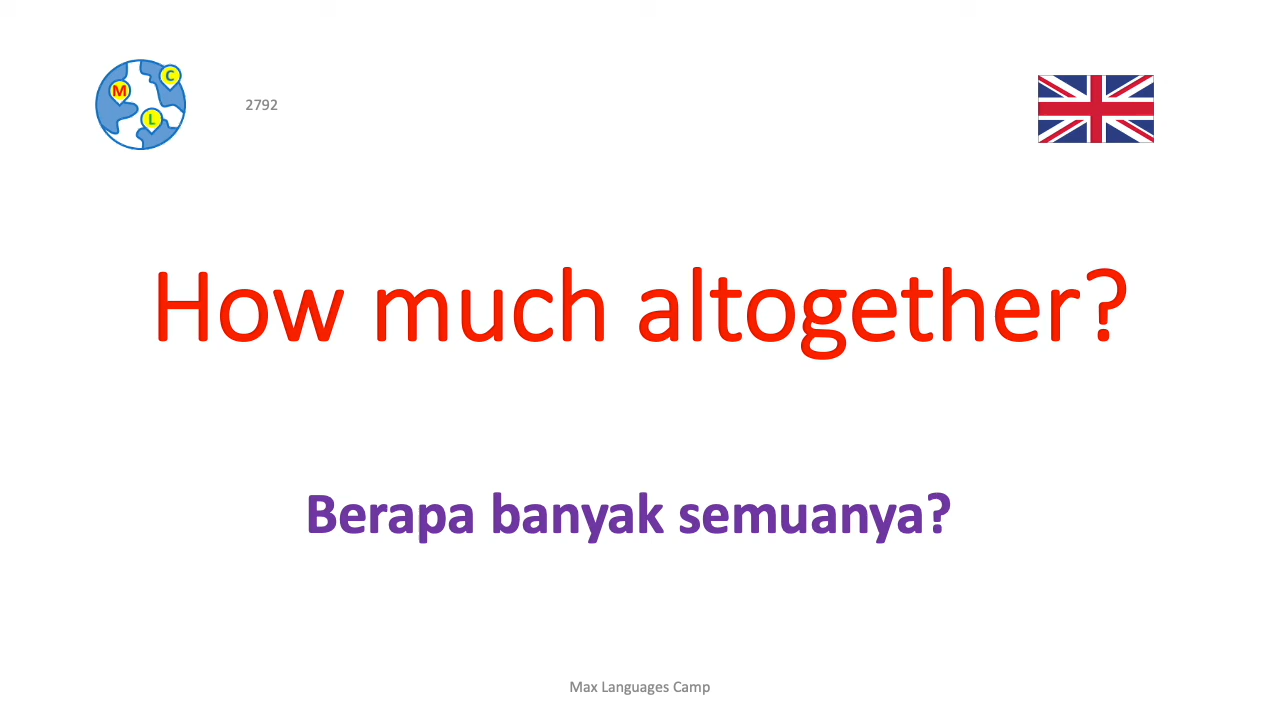 M
C
L
2792
How much altogether?
Berapa banyak semuanya?
Max Languages Camp